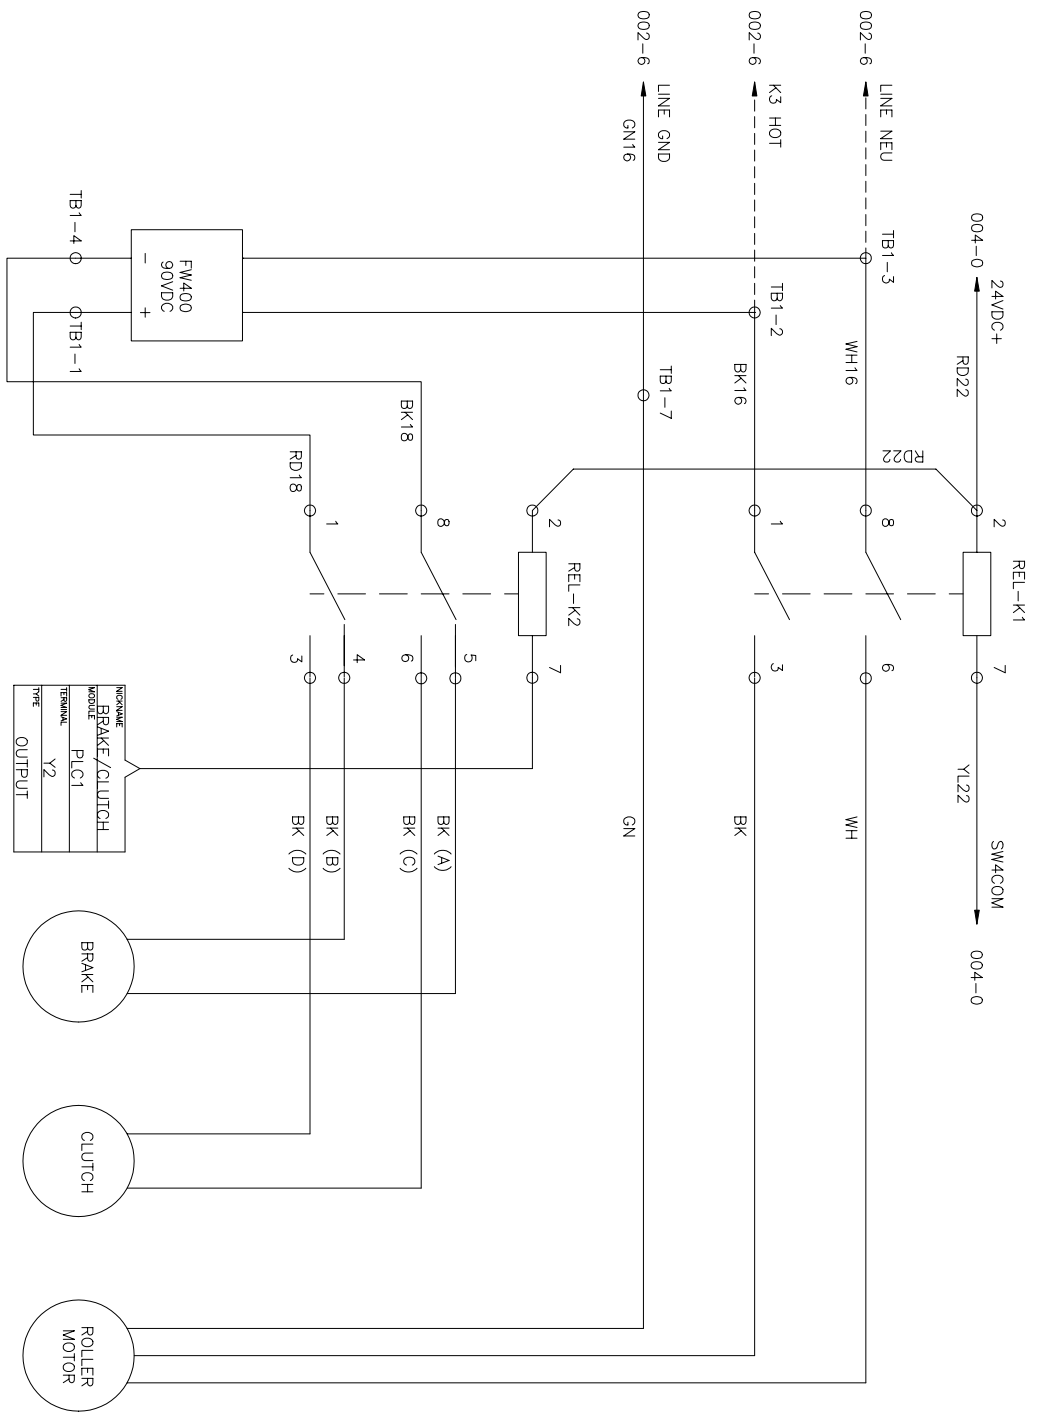 004-0
24VDC+
RD22
2
REL-K1
7
YL22
SW4COM
004-0
002-6
LINE NEU
TB1-3
WH16
RD22
8
6
WH
002-6
K3 HOT
TB1-2
BK16
1
3
BK
002-6
LINE GND
GN16
TB1-7
GN
2
REL-K2
7
BK18
8
5
6
BK (A)
BK (C)
RD18
1
4
3
BK (B)
BK (D)
FW400
90VDC
-
+
TB1-4
TB1-1
NICKNAME
BRAKE/CLUTCH
MODULE
PLC1
TERMINAL
Y2
TYPE
OUTPUT
BRAKE
CLUTCH
ROLLER
MOTOR